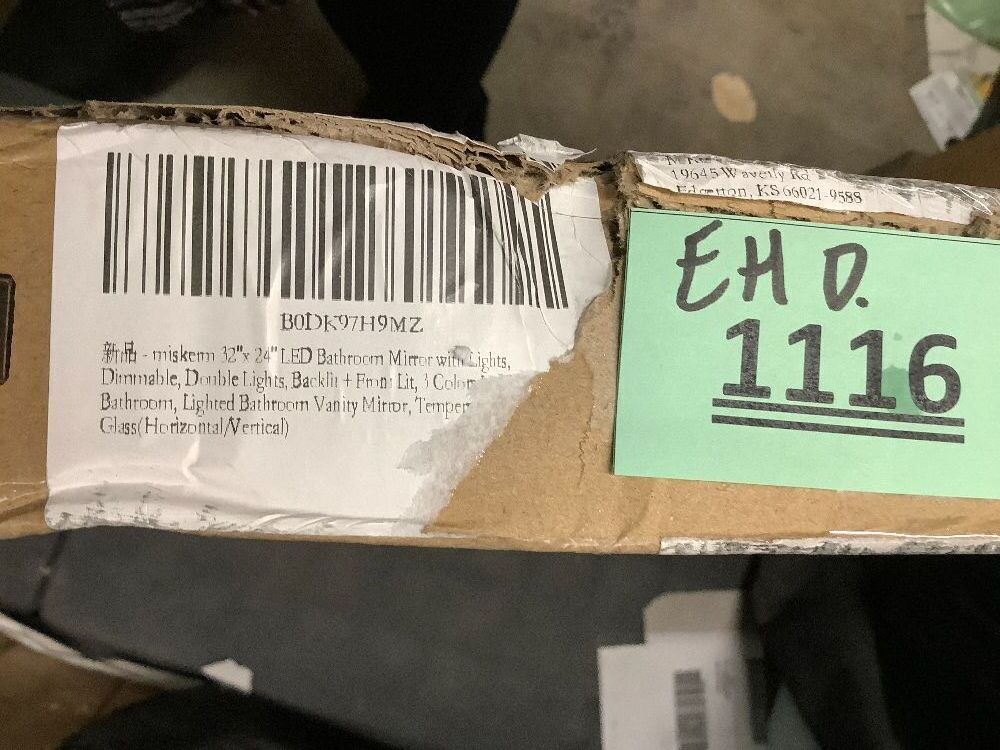 B0DK97H9MZ
新品 - miskerm 32"x 24" LED Bathroom Mirror with Lights,
Dimmable, Double Lights, Backlit + Front Lit, 3 Color
Bathroom, Lighted Bathroom Vanity Mirror, Temper
Glass(Horizontal/Vertical)
19645 Waverly Rd
Edgerton, KS 66021-9588
EH D.
1116